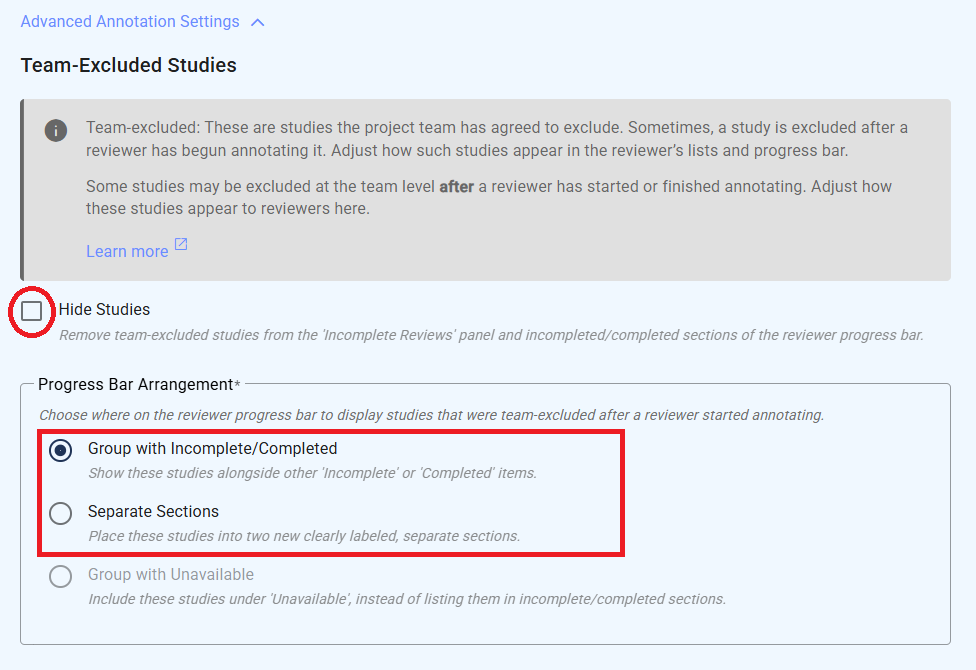 Advanced Annotation Settings
Team-Excluded Studies
Team-excluded: These are studies the project team has agreed to exclude. Sometimes, a study is excluded after a
reviewer has begun annotating it. Adjust how such studies appear in the reviewer's lists and progress bar.
Some studies may be excluded at the team level after a reviewer has started or finished annotating. Adjust how
these studies appear to reviewers here.
Learn more
Hide Studies
Remove team-excluded studies from the 'Incomplete Reviews' panel and incompleted/completed sections of the reviewer progress bar.
Progress Bar Arrangement*
Choose where on the reviewer progress bar to display studies that were team-excluded after a reviewer started annotating.
Group with Incomplete/Completed
Show these studies alongside other 'Incomplete' or 'Completed' items.
Separate Sections
Place these studies into two new clearly labeled, separate sections.
Group with Unavailable
Include these studies under 'Unavailable', instead of listing them in incomplete/completed sections.